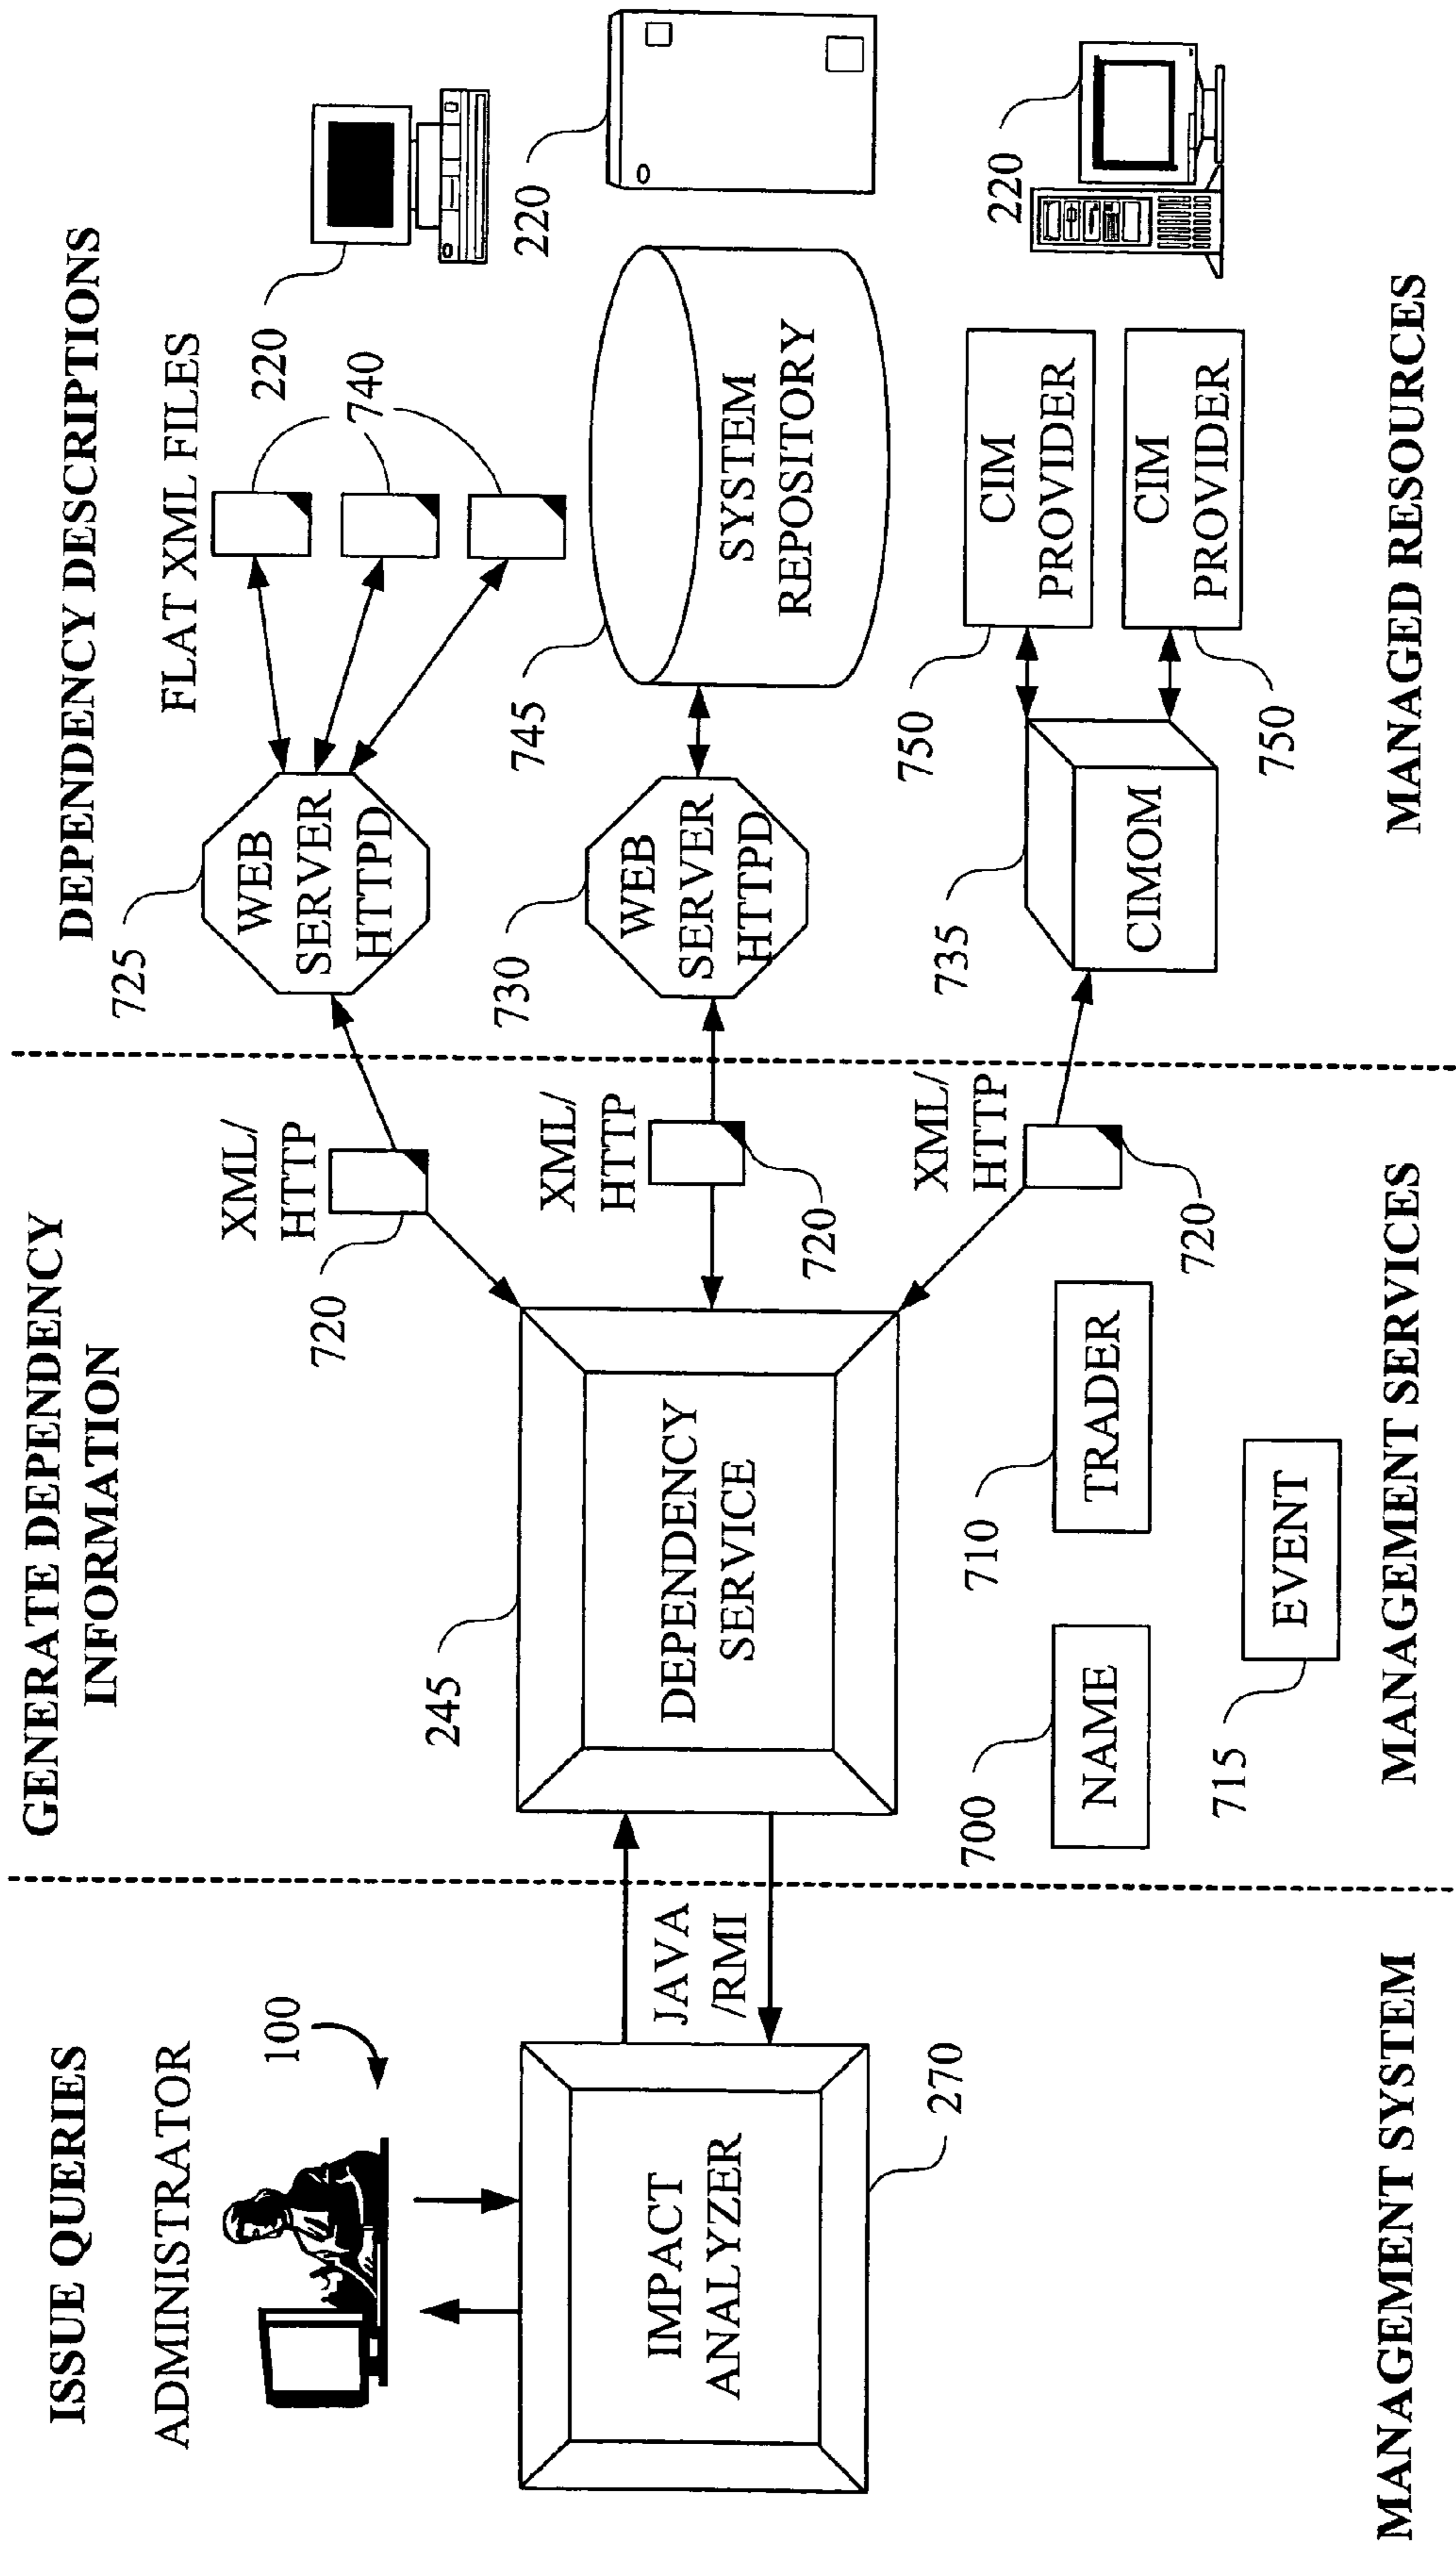 ISSUE QUERIES
ADMINISTRATOR
100
IMPACT
ANALYZER
270
MANAGEMENT SYSTEM
JAVA
/RMI
GENERATE DEPENDENCY
INFORMATION
245
DEPENDENCY
SERVICE
700
NAME
710
TRADER
715
EVENT
MANAGEMENT SERVICES
XML/
HTTP
720
XML/
HTTP
720
XML/
HTTP
720
DEPENDENCY DESCRIPTIONS
FLAT XML FILES
725
WEB
SERVER
HTTPD
740
220
730
WEB
SERVER
HTTPD
745
SYSTEM
REPOSITORY
220
735
CIMOM
750
CIM
PROVIDER
750
CIM
PROVIDER
220
MANAGED RESOURCES